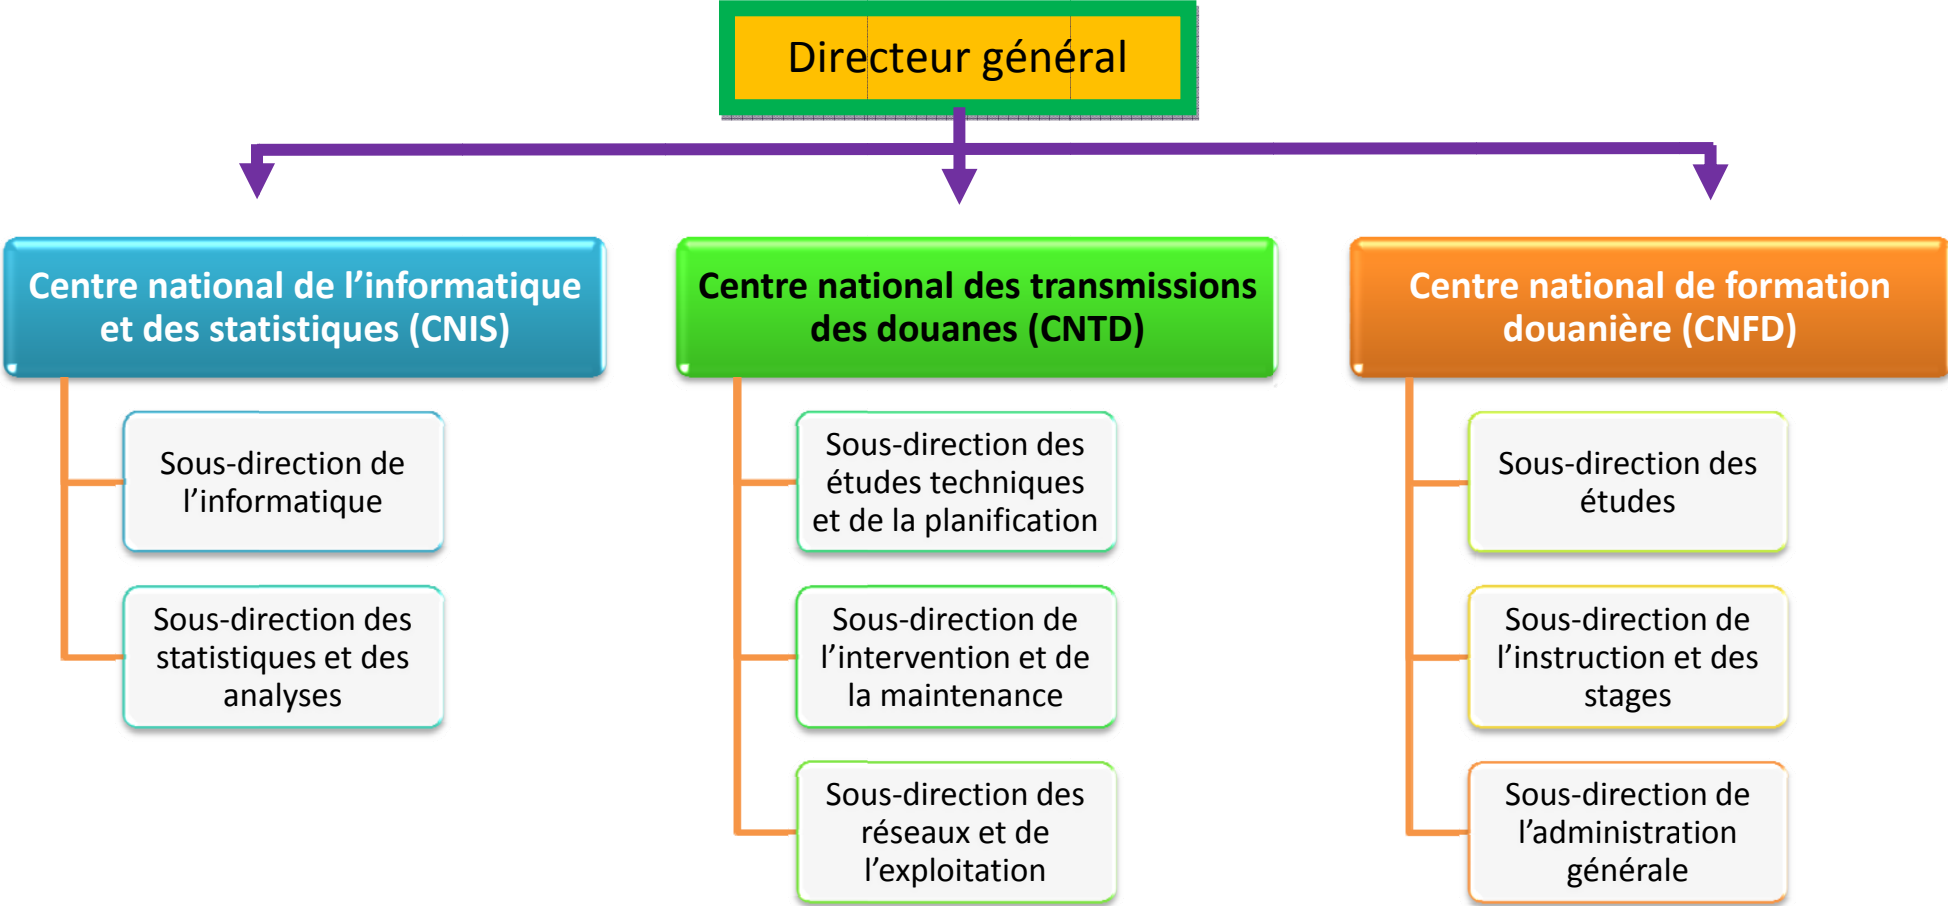 Directeur général
Centre national de l’informatique
et des statistiques (CNIS)
Sous-direction de
l’informatique
Sous-direction des
statistiques et des
analyses
Centre national des transmissions
des douanes (CNTD)
Sous-direction des
études techniques
et de la planification
Sous-direction de
l’intervention et de
la maintenance
Sous-direction des
réseaux et de
l’exploitation
Centre national de formation
douanière (CNFD)
Sous-direction des
études
Sous-direction de
l’instruction et des
stages
Sous-direction de
l’administration
générale